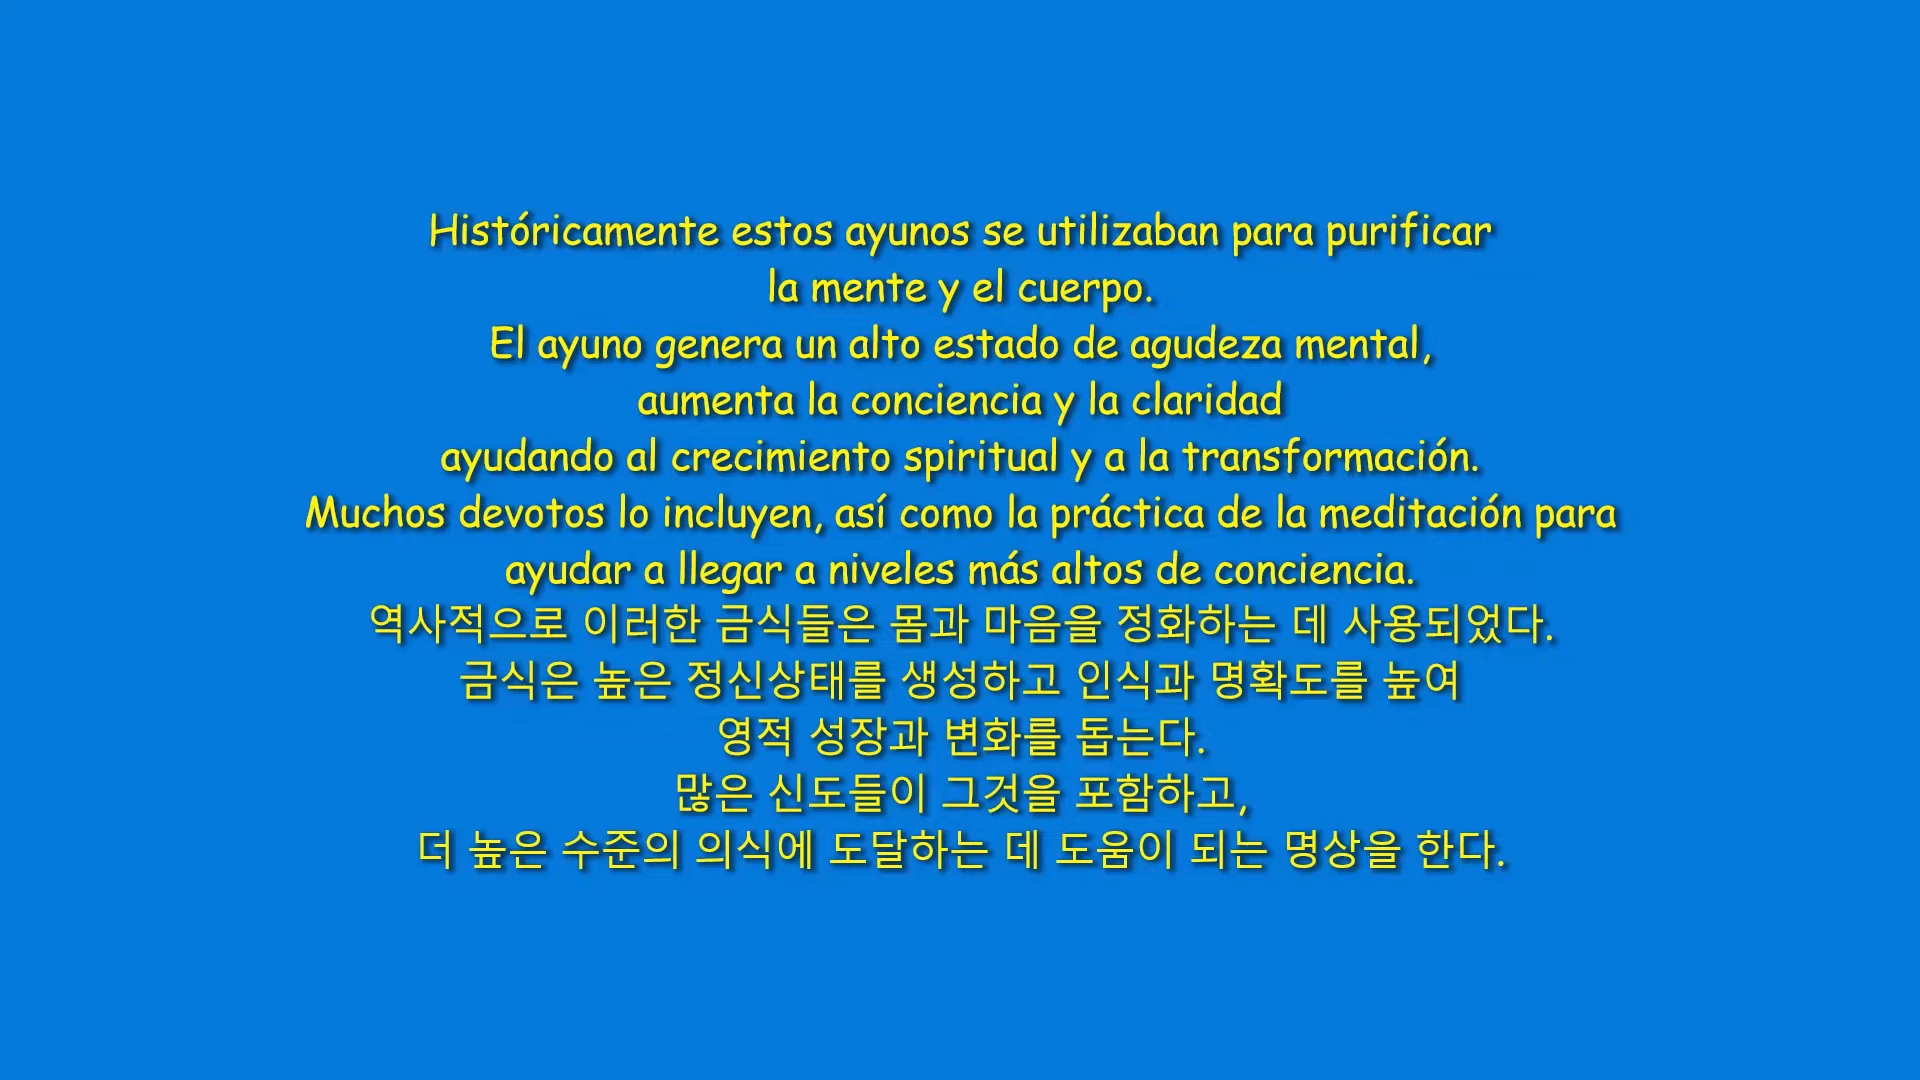 Históricamente estos ayunos se utilizaban para purificar
la mente y el cuerpo.
El ayuno genera un alto estado de agudeza mental,
aumenta la conciencia y la claridad
ayudando al crecimiento spiritual y a la transformación.
Muchos devotos lo incluyen, así como la práctica de la meditación para
ayudar a llegar a niveles más altos de conciencia.
역사적으로 이러한 금식들은 몸과 마음을 정화하는 데 사용되었다.
금식은 높은 정신상태를 생성하고 인식과 명확도를 높여
영적 성장과 변화를 돕는다.
많은 신도들이 그것을 포함하고,
더 높은 수준의 의식에 도달하는 데 도움이 되는 명상을 한다.